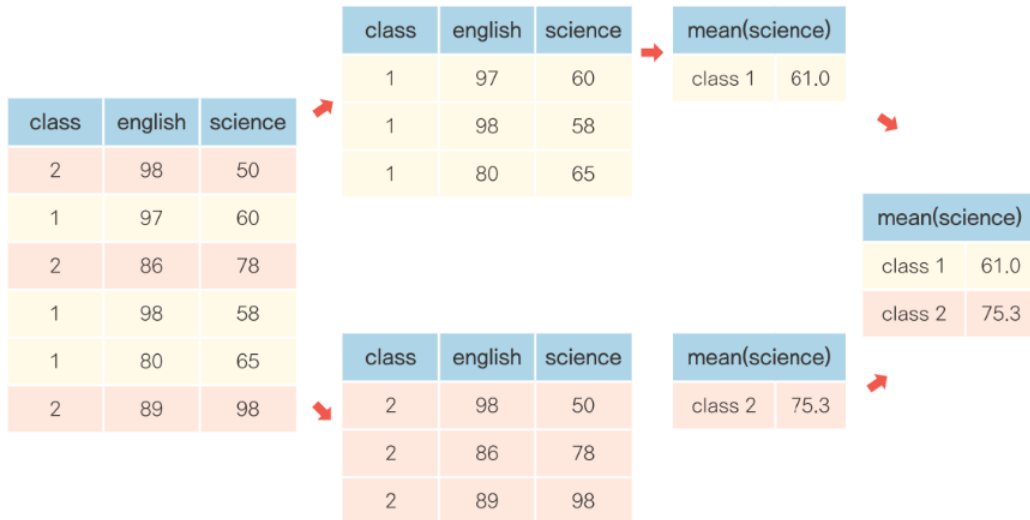 class english science
2 98 50
1 97 60
2 86 78
1 98 58
1 80 65
2 89 98
class english science
1 97 60
1 98 58
1 80 65
mean(science)
class 1 61.0
class english science
2 98 50
2 86 78
2 89 98
mean(science)
class 2 75.3
mean(science)
class 1 61.0
class 2 75.3